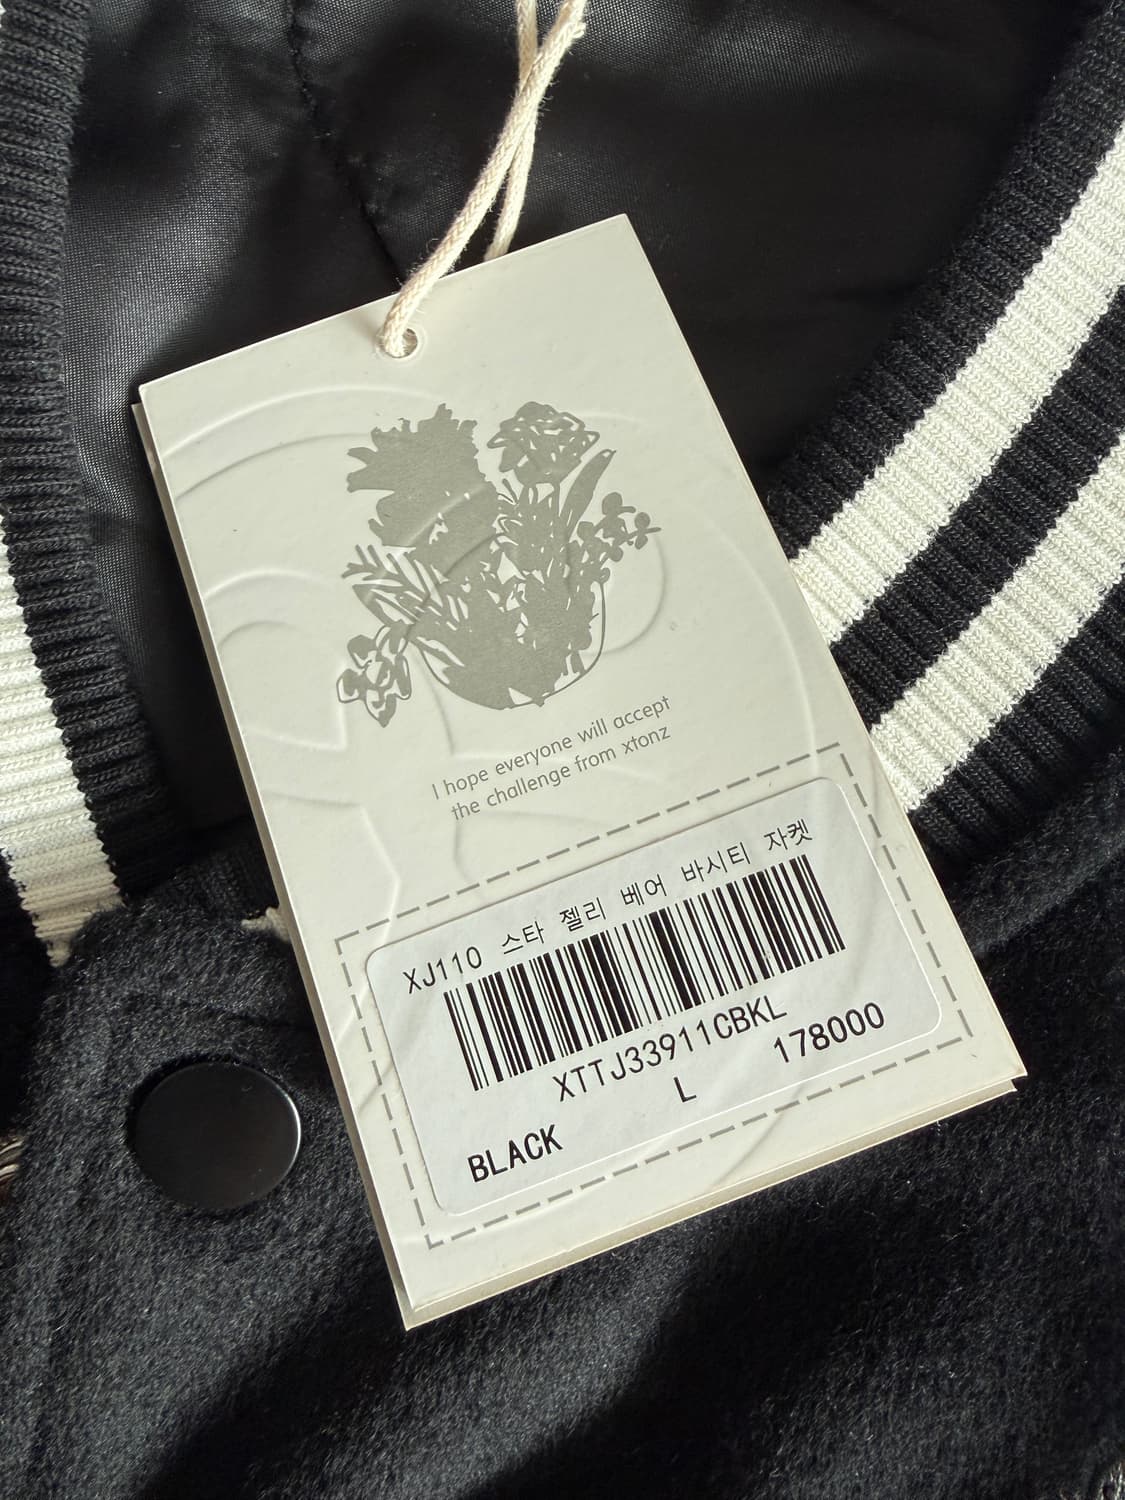 I hope everyone will accept
the challenge from xtonz
XJ110 스타 젤리 베어 바시티 자켓
XTTJ33911CBKL
L 178000
BLACK